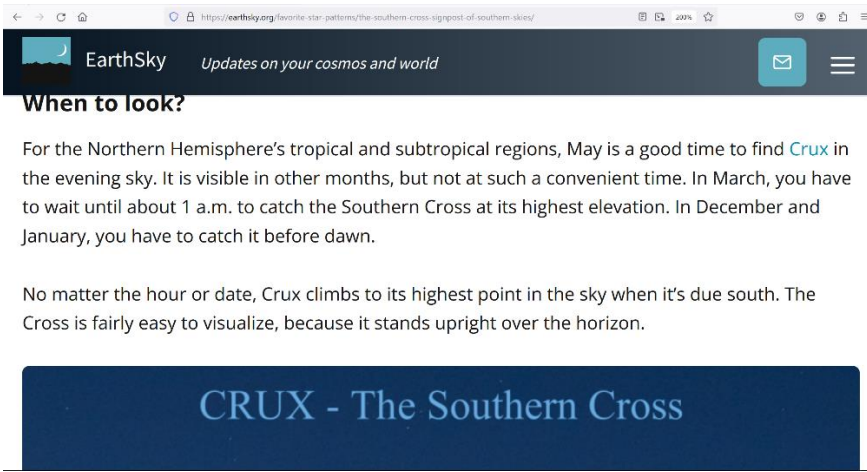 https://earthsky.org/favorite-star-patterns/the-southern-cross-signpost-of-southern-skies/
200%
EarthSky
Updates on your cosmos and world
When to look?
For the Northern Hemisphere’s tropical and subtropical regions, May is a good time to find Crux in
the evening sky. It is visible in other months, but not at such a convenient time. In March, you have
to wait until about 1 a.m. to catch the Southern Cross at its highest elevation. In December and
January, you have to catch it before dawn.
No matter the hour or date, Crux climbs to its highest point in the sky when it’s due south. The
Cross is fairly easy to visualize, because it stands upright over the horizon.
CRUX - The Southern Cross